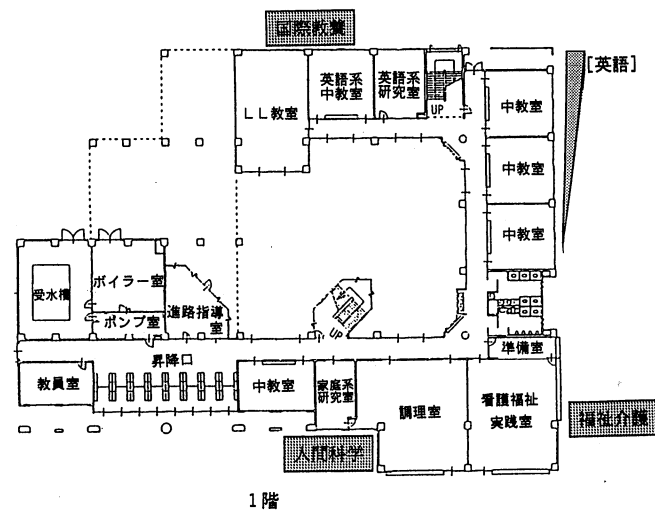 国際教養
[英語]
英語系
中教室
英語系
研究室
ＬＬ教室
UP
中教室
中教室
中教室
受水槽
ボイラー室
ポンプ室
進路指導
室
UP
昇降口
準備室
教員室
中教室
家庭系
研究室
調理室
看護福祉
実践室
人間科学
福祉介護
1階